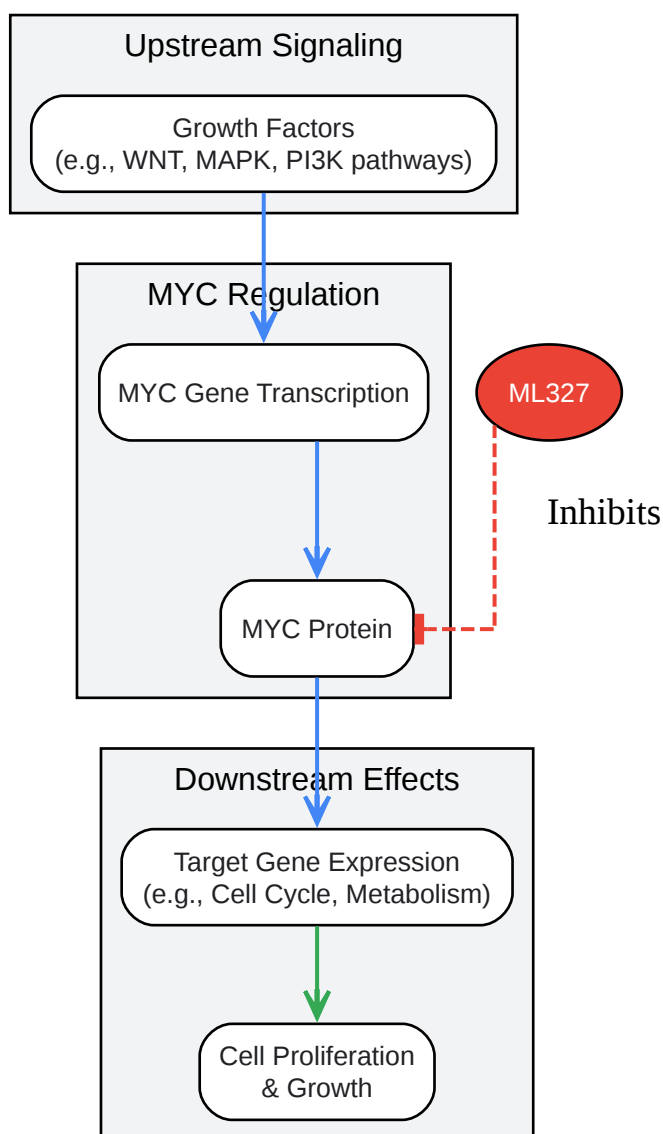 Upstream Signaling
Growth Factors
(e.g., WNT, MAPK, PI3K pathways)
MYC Regulation
MYC Gene Transcription
ML327
Inhibits
MYC Protein
Downstream Effects
Target Gene Expression
(e.g., Cell Cycle, Metabolism)
Cell Proliferation
& Growth